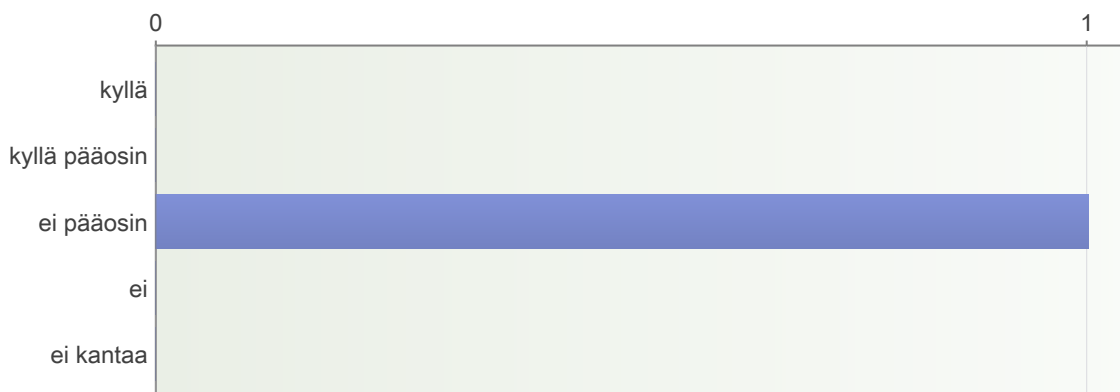 0 1
kyllä
kyllä pääosin
ei pääosin
ei
ei kantaa